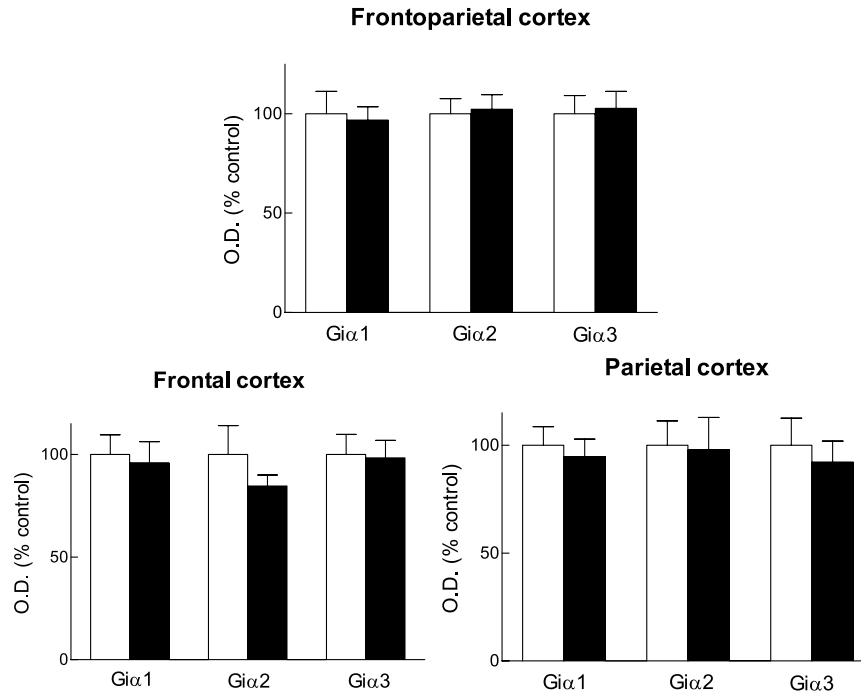 Frontoparietal cortex
O.D. (% control)
100
50
0
Giα1 Giα2 Giα3
Frontal cortex
O.D. (% control)
100
50
0
Giα1 Giα2 Giα3
Parietal cortex
O.D. (% control)
100
50
0
Giα1 Giα2 Giα3